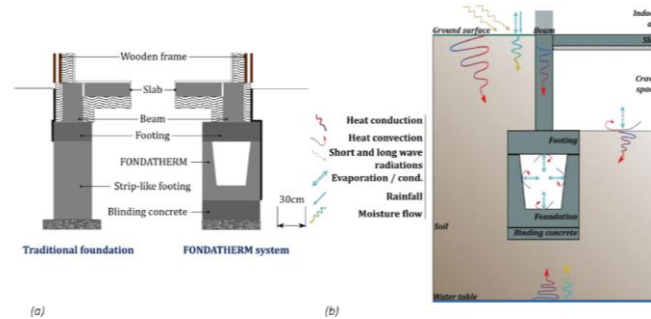 Wooden frame
Slab
Beam
Footing
FONDATHERM
Strip-like footing
Blinding concrete
30cm
Traditional foundation
FONDATHERM system
(a)
Heat conduction
Heat convection
Short and long wave
radiations
Evaporation / cond.
Rainfall
Moisture flow
(b)
Ground surface
Beam
Footing
Foundation
Binding concrete
Soil
Water table